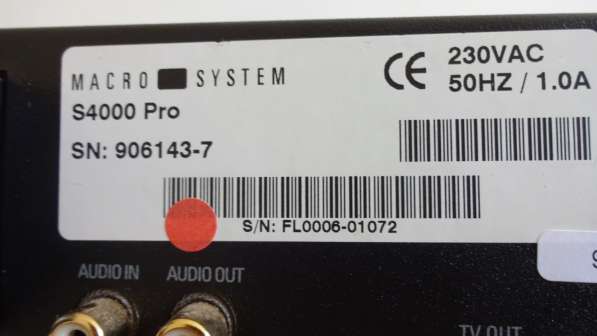 MACRO SYSTEM
S4000 Pro
SN: 906143-7
230VAC
50HZ / 1.0A
S/N: FL0006-01072
AUDIO IN
AUDIO OUT
TV OUT
9